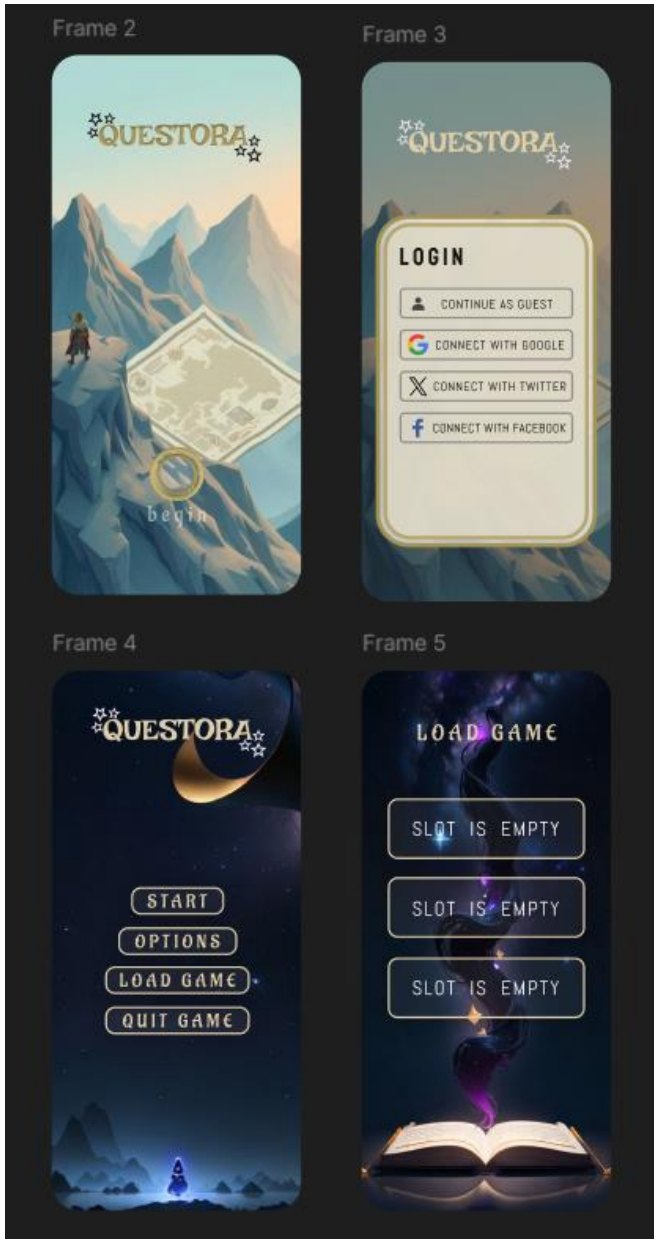 Frame 2
QUESTORA
begin
Frame 3
QUESTORA
LOGIN
CONTINUE AS GUEST
CONNECT WITH GOOGLE
CONNECT WITH TWITTER
CONNECT WITH FACEBOOK
Frame 4
QUESTORA
START
OPTIONS
LOAD GAME
QUIT GAME
Frame 5
LOAD GAME
SLOT IS EMPTY
SLOT IS EMPTY
SLOT IS EMPTY